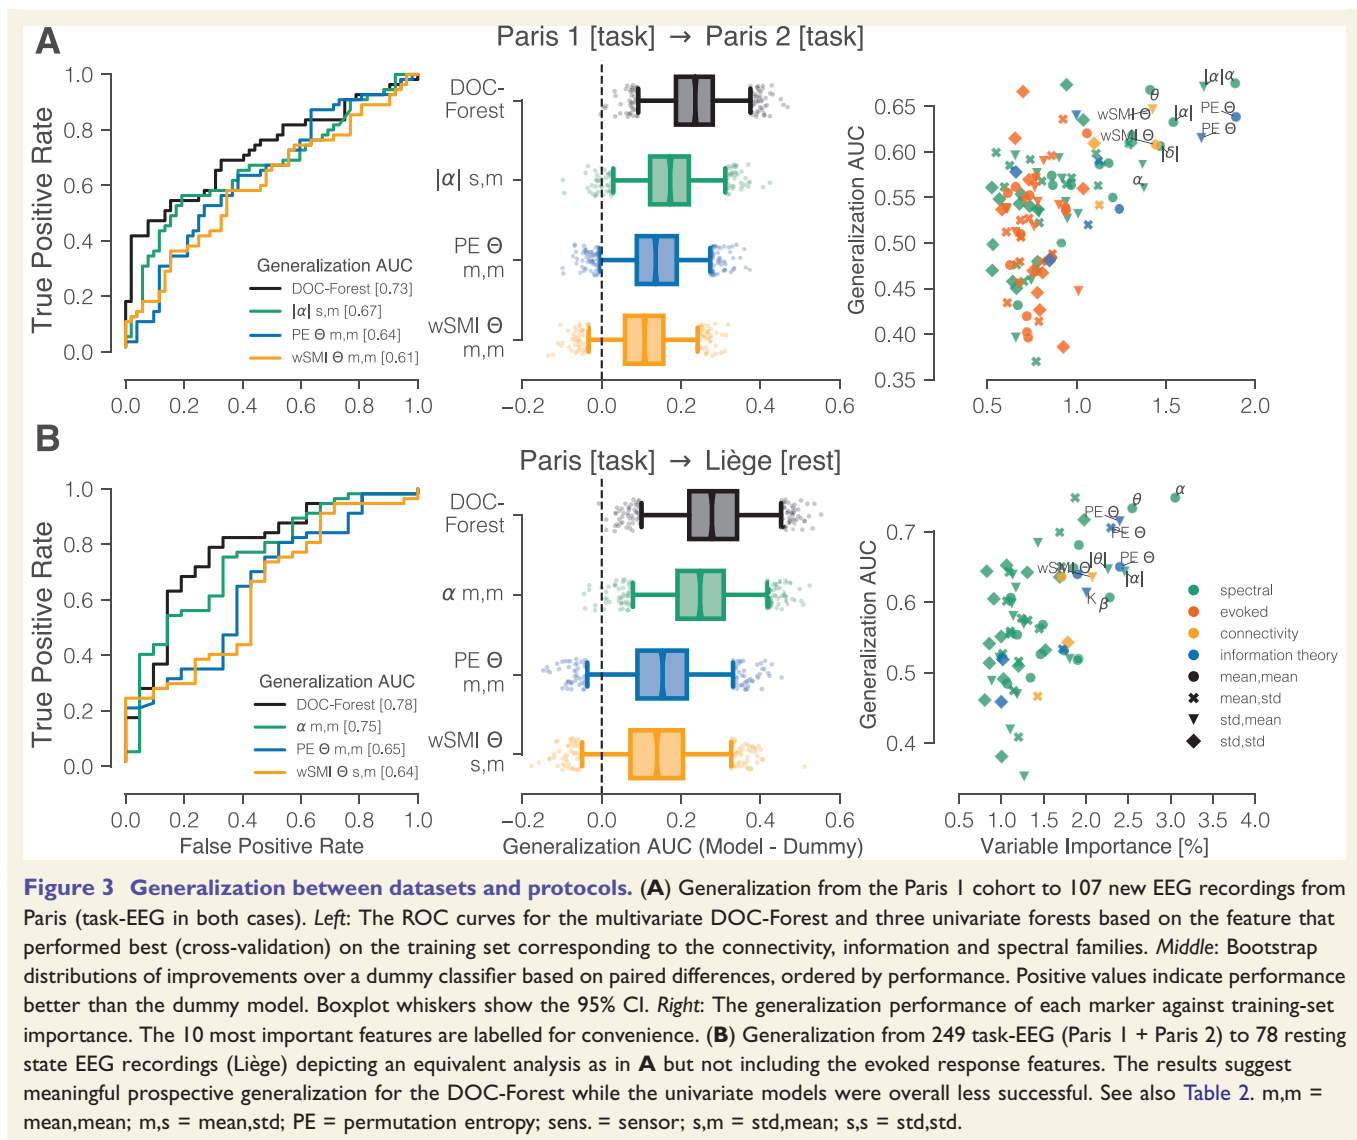 A
Paris 1 [task] → Paris 2 [task]
True Positive Rate
1.0
0.8
0.6
0.4
0.2
0.0
0.0 0.2 0.4 0.6 0.8 1.0
Generalization AUC
DOC-Forest [0.73]
|α| s,m [0.67]
PE Θ m,m [0.64]
wSMI Θ m,m [0.61]
DOC-
Forest
|α| s,m
PE Θ
m,m
wSMI Θ
m,m
−0.2 0.0 0.2 0.4 0.6
Generalization AUC
0.65
0.60
0.55
0.50
0.45
0.40
0.35
0.5 1.0 1.5 2.0
|α| α
θ
wSMI Θ |α| PE Θ
wSMI Θ PE Θ
|δ|
α
B
Paris [task] → Liège [rest]
True Positive Rate
1.0
0.8
0.6
0.4
0.2
0.0
0.0 0.2 0.4 0.6 0.8 1.0
False Positive Rate
Generalization AUC
DOC-Forest [0.78]
α m,m [0.75]
PE Θ m,m [0.65]
wSMI Θ s,m [0.64]
DOC-
Forest
α m,m
PE Θ
m,m
wSMI Θ
s,m
−0.2 0.0 0.2 0.4 0.6
Generalization AUC (Model - Dummy)
Generalization AUC
0.7
0.6
0.5
0.4
0.5 1.0 1.5 2.0 2.5 3.0 3.5 4.0
Variable Importance [%]
α
θ
PE Θ
PE Θ
wSMI Θ |θ| PE Θ
|α|
K β
spectral
evoked
connectivity
information theory
mean,mean
mean,std
std,mean
std,std
Figure 3 Generalization between datasets and protocols. (A) Generalization from the Paris 1 cohort to 107 new EEG recordings from
Paris (task-EEG in both cases). Left: The ROC curves for the multivariate DOC-Forest and three univariate forests based on the feature that
performed best (cross-validation) on the training set corresponding to the connectivity, information and spectral families. Middle: Bootstrap
distributions of improvements over a dummy classifier based on paired differences, ordered by performance. Positive values indicate performance
better than the dummy model. Boxplot whiskers show the 95% CI. Right: The generalization performance of each marker against training-set
importance. The 10 most important features are labelled for convenience. (B) Generalization from 249 task-EEG (Paris 1 + Paris 2) to 78 resting
state EEG recordings (Liège) depicting an equivalent analysis as in A but not including the evoked response features. The results suggest
meaningful prospective generalization for the DOC-Forest while the univariate models were overall less successful. See also Table 2. m,m =
mean,mean; m,s = mean,std; PE = permutation entropy; sens. = sensor; s,m = std,mean; s,s = std,std.